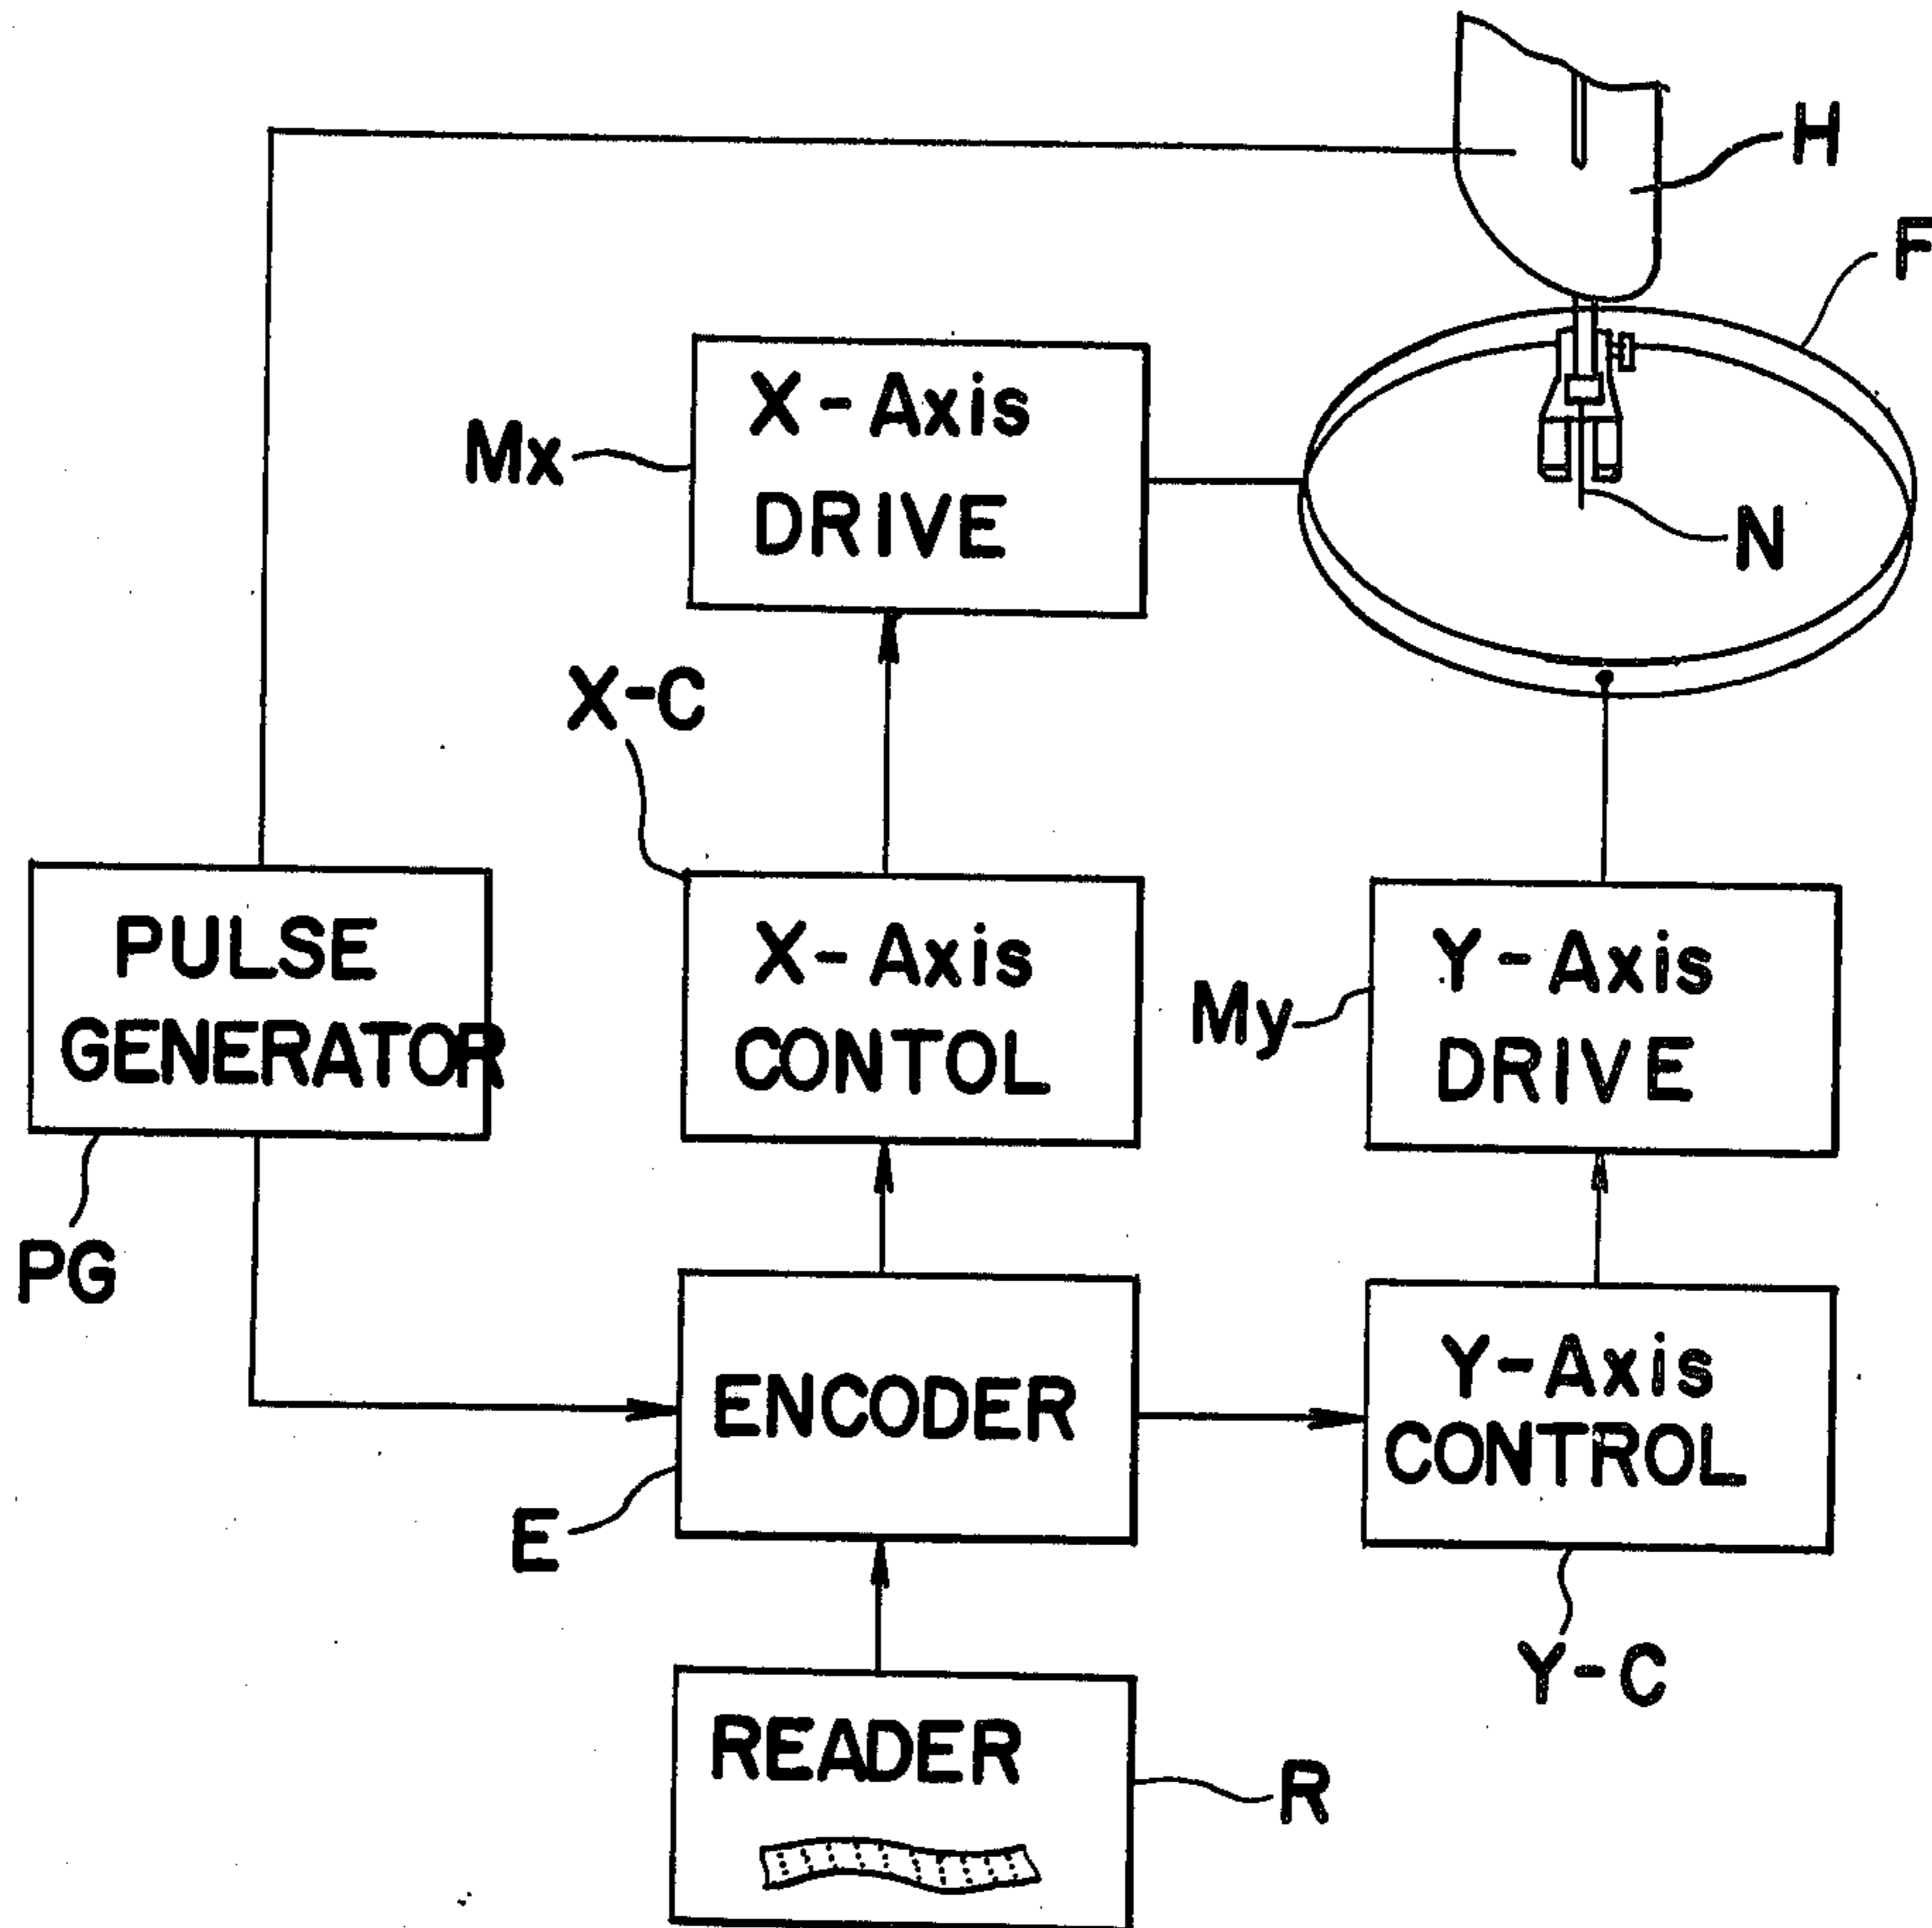 H
F
X-Axis
DRIVE
Mx
N
X-C
PULSE
GENERATOR
X-Axis
CONTOL
Y-Axis
DRIVE
My
PG
ENCODER
Y-Axis
CONTROL
E
Y-C
READER
R